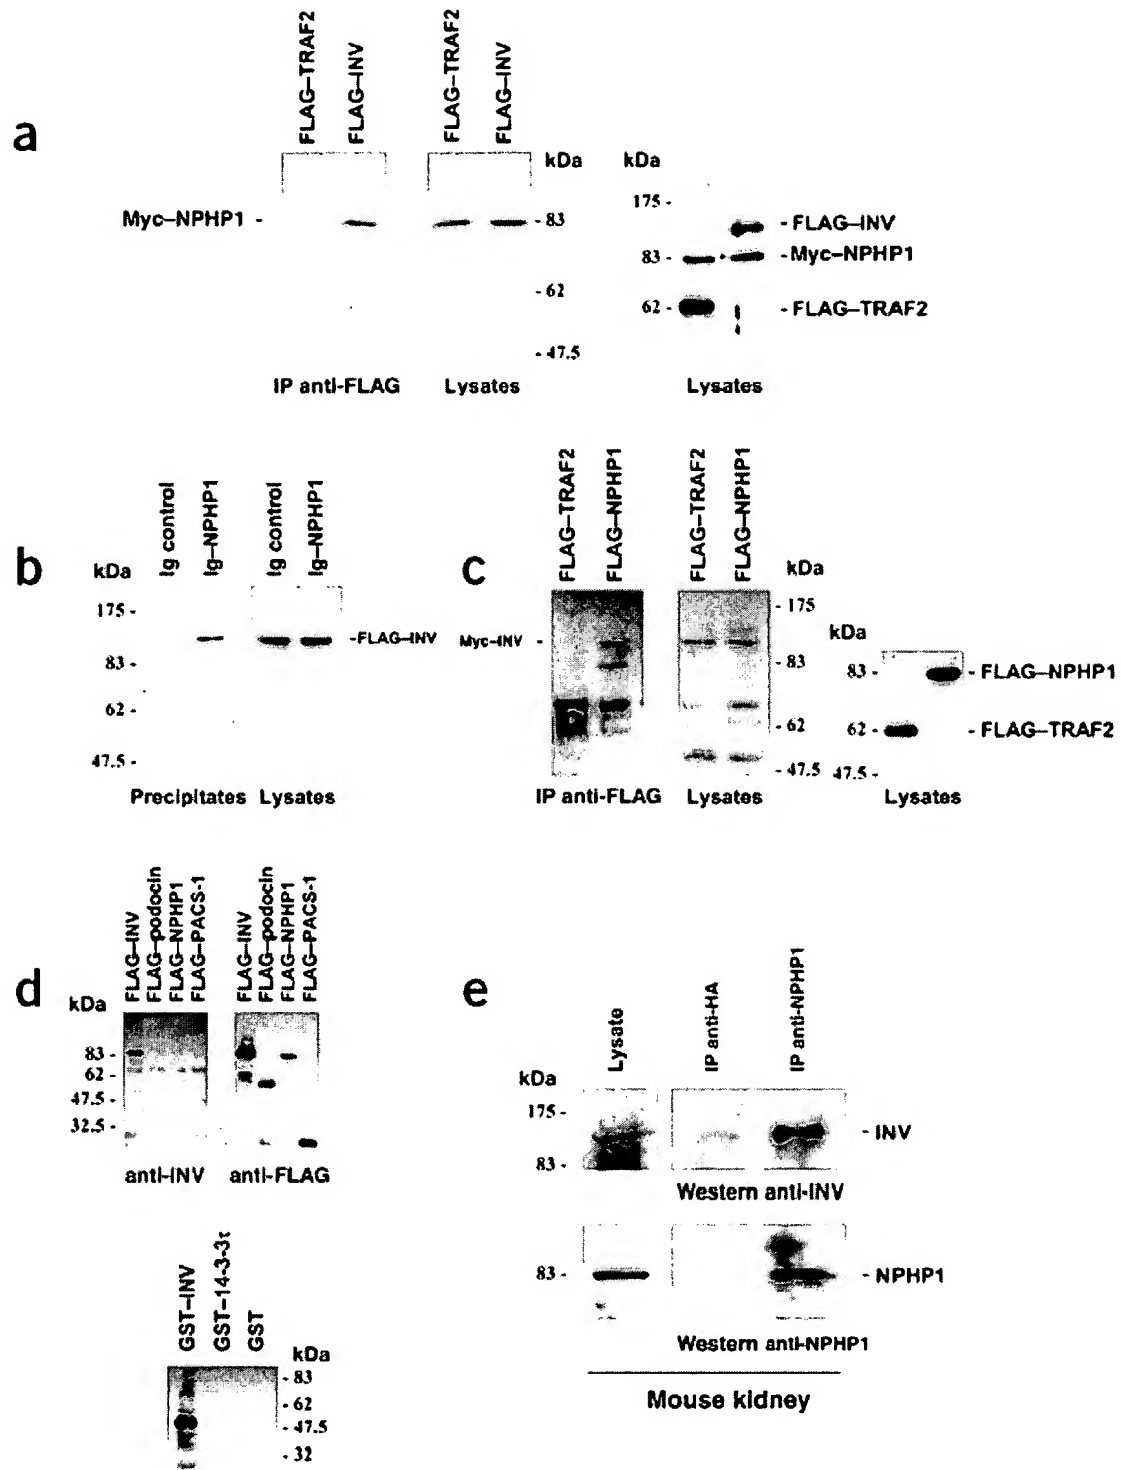 a
FLAG–TRAF2
FLAG–INV
FLAG–TRAF2
FLAG–INV
kDa
kDa
175 -
Myc–NPHP1 -
- 83
- FLAG–INV
83 -
- Myc–NPHP1
- 62
62 -
- FLAG–TRAF2
- 47.5
IP anti-FLAG
Lysates
Lysates
b
Ig control
Ig–NPHP1
Ig control
Ig–NPHP1
kDa
175 -
- FLAG–INV
83 -
62 -
47.5 -
Precipitates
Lysates
c
FLAG–TRAF2
FLAG–NPHP1
FLAG–TRAF2
FLAG–NPHP1
kDa
- 175
Myc–INV -
kDa
- 83
83 -
- FLAG–NPHP1
- 62
62 -
- FLAG–TRAF2
- 47.5
47.5 -
IP anti-FLAG
Lysates
Lysates
d
FLAG–INV
FLAG–podocin
FLAG–NPHP1
FLAG–PACS-1
FLAG–INV
FLAG–podocin
FLAG–NPHP1
FLAG–PACS-1
kDa
83 -
62 -
47.5 -
32.5 -
anti-INV
anti-FLAG
GST–INV
GST–14-3-3τ
GST
kDa
- 83
- 62
- 47.5
- 32
e
Lysate
IP anti-HA
IP anti-NPHP1
kDa
175 -
- INV
83 -
Western anti-INV
83 -
- NPHP1
Western anti-NPHP1
Mouse kidney